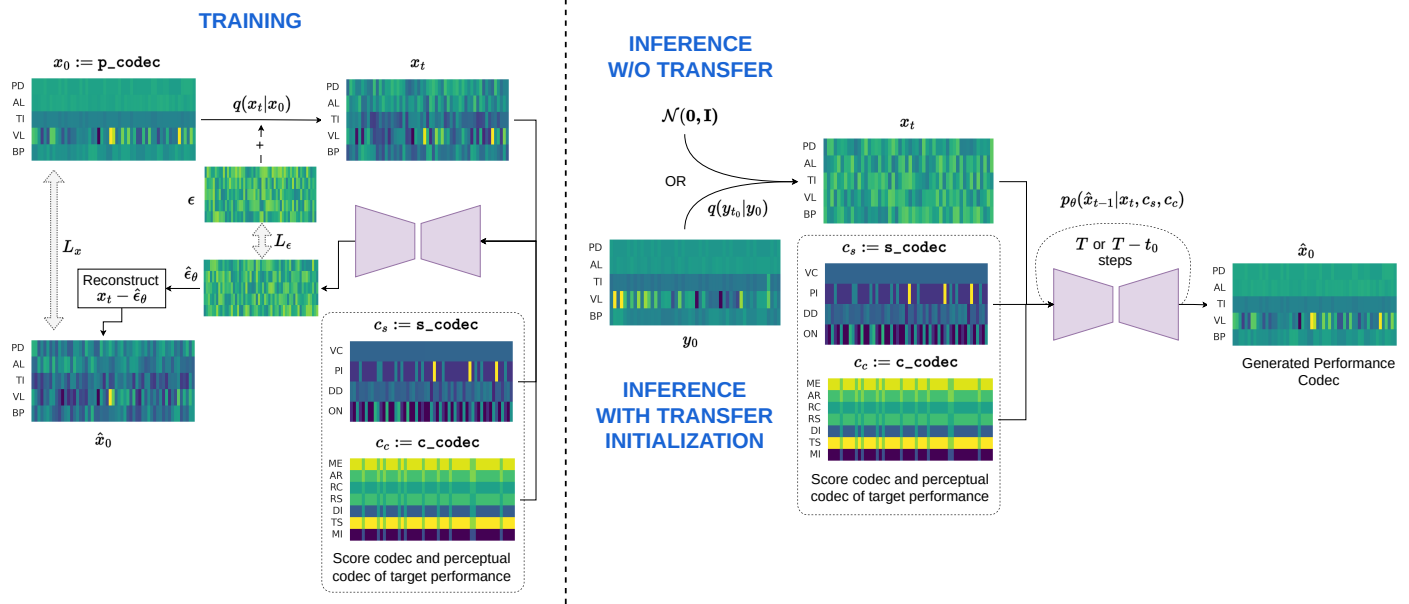 TRAINING
x_0 := p_codec
PD
AL
TI
VL
BP
q(x_t|x_0)
+
x_t
PD
AL
TI
VL
BP
ϵ
L_x
L_ϵ
ϵ̂_θ
Reconstruct
x_t − ϵ̂_θ
PD
AL
TI
VL
BP
x̂_0
c_s := s_codec
VC
PI
DD
ON
c_c := c_codec
ME
AR
RC
RS
DI
TS
MI
Score codec and perceptual
codec of target performance
INFERENCE
W/O TRANSFER
𝒩(0, I)
OR
q(y_{t_0}|y_0)
PD
AL
TI
VL
BP
y_0
INFERENCE
WITH TRANSFER
INITIALIZATION
x_t
PD
AL
TI
VL
BP
c_s := s_codec
VC
PI
DD
ON
c_c := c_codec
ME
AR
RC
RS
DI
TS
MI
Score codec and perceptual
codec of target performance
p_θ(x̂_{t−1}|x_t, c_s, c_c)
T or T − t_0
steps
x̂_0
PD
AL
TI
VL
BP
Generated Performance
Codec